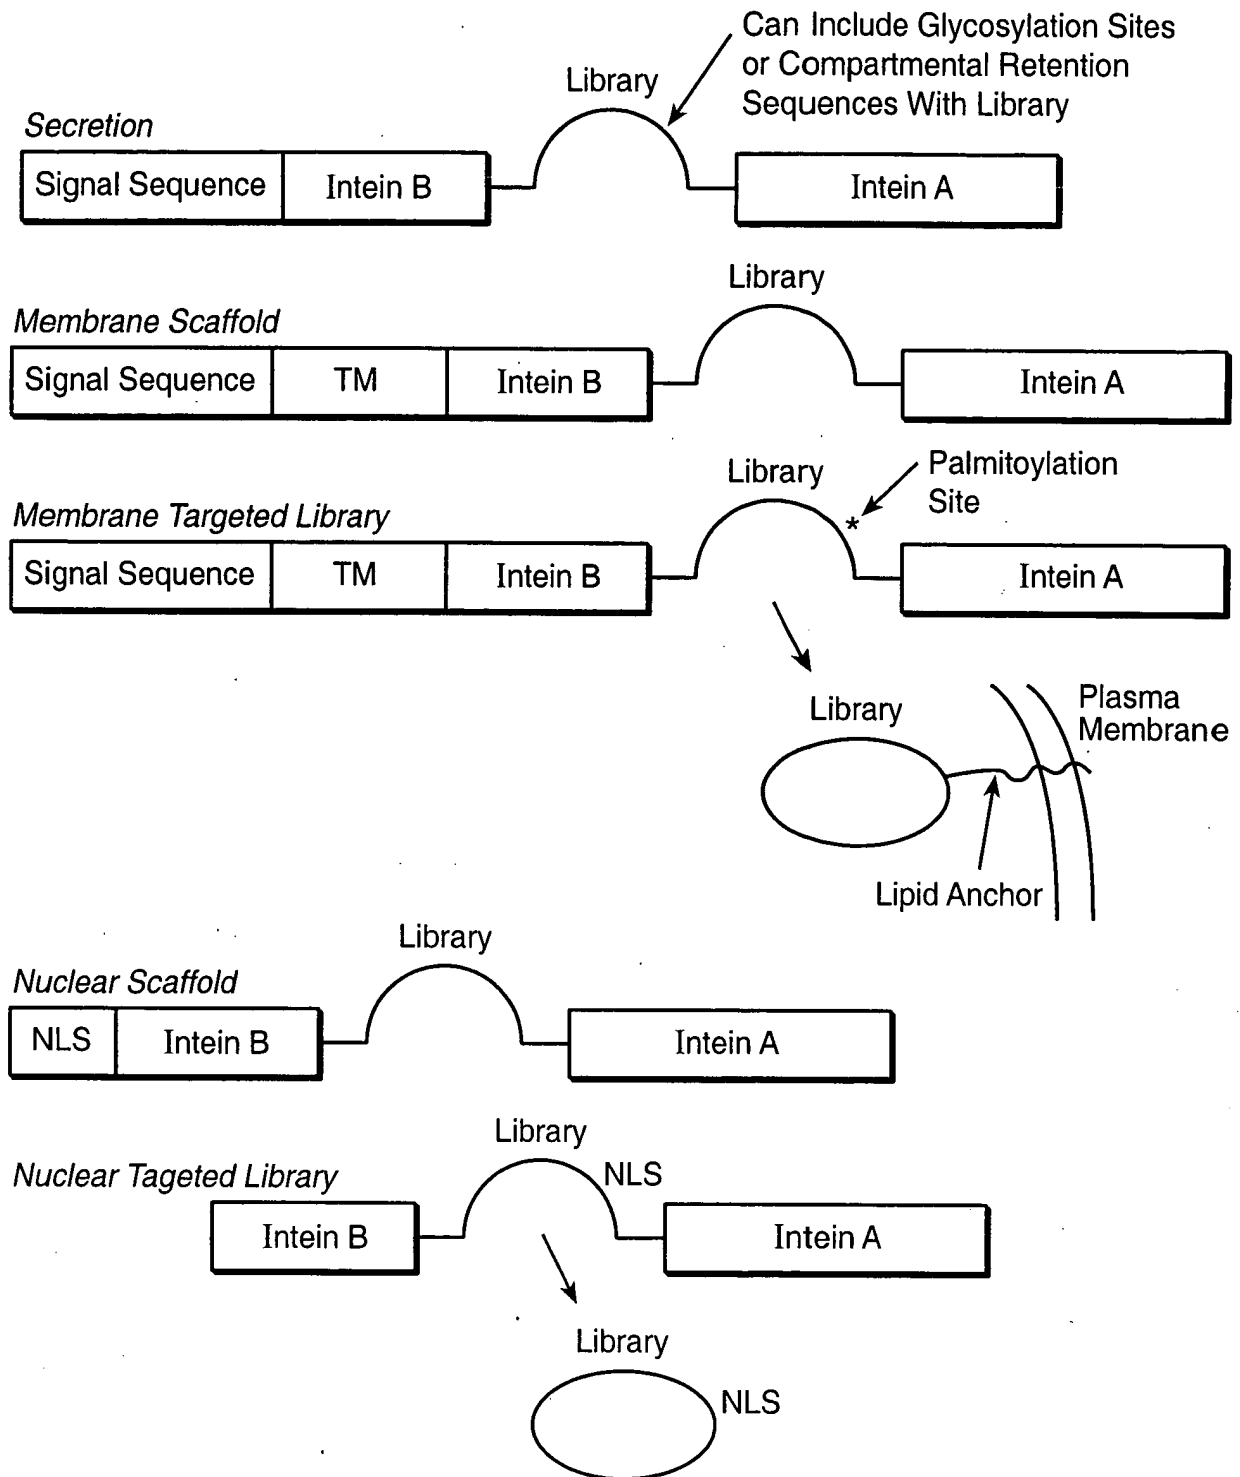 Can Include Glycosylation Sites
or Compartmental Retention
Sequences With Library
Library
Secretion
Signal Sequence
Intein B
Intein A
Library
Membrane Scaffold
Signal Sequence
TM
Intein B
Intein A
Library
Palmitoylation
Site
Membrane Targeted Library
*
Signal Sequence
TM
Intein B
Intein A
Library
Plasma
Membrane
Lipid Anchor
Library
Nuclear Scaffold
NLS
Intein B
Intein A
Library
NLS
Nuclear Tageted Library
Intein B
Intein A
Library
NLS